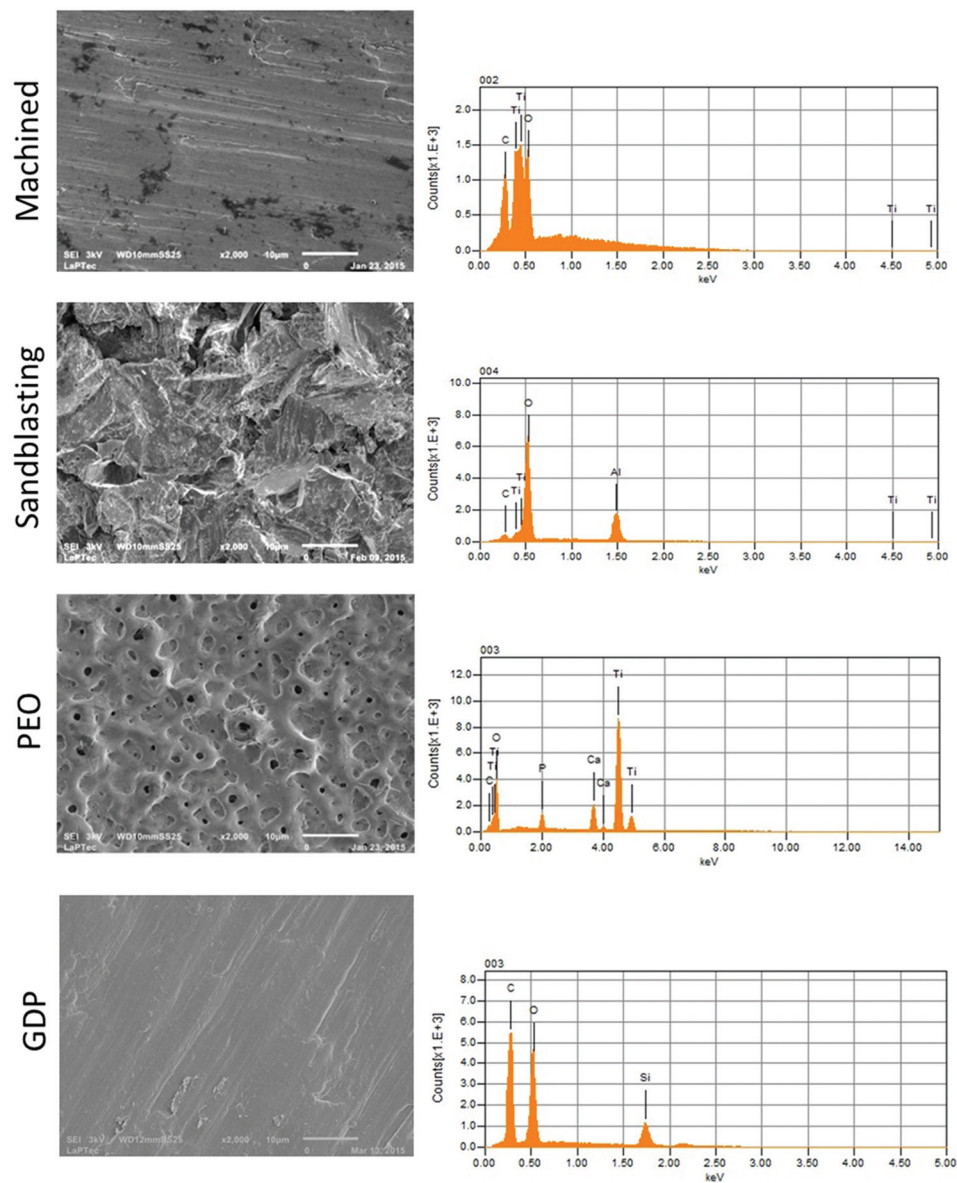 Machined
SEI 3kV WD10mmSS25 x2,000 10µm
LaPTec 0 Jan 23, 2015
002
Counts[x1.E+3]
2.0
1.5
1.0
0.5
0.0
C Ti Ti O Ti Ti
0.00 0.50 1.00 1.50 2.00 2.50 3.00 3.50 4.00 4.50 5.00
keV
Sandblasting
SEI 3kV WD10mmSS25 x2,000 10µm
LaPTec 0 Feb 09, 2015
004
Counts[x1.E+3]
10.0
8.0
6.0
4.0
2.0
0.0
C Ti Ti O Al Ti Ti
0.00 0.50 1.00 1.50 2.00 2.50 3.00 3.50 4.00 4.50 5.00
keV
PEO
SEI 3kV WD10mmSS25 x2,000 10µm
LaPTec 0 Jan 23, 2015
003
Counts[x1.E+3]
12.0
10.0
8.0
6.0
4.0
2.0
0.0
C Ti Ti O P Ca Ca Ti Ti
0.00 2.00 4.00 6.00 8.00 10.00 12.00 14.00
keV
GDP
SEI 3kV WD12mmSS25 x2,000 10µm
LaPTec 0 Mar 13, 2015
003
Counts[x1.E+3]
8.0
7.0
6.0
5.0
4.0
3.0
2.0
1.0
0.0
C O Si
0.00 0.50 1.00 1.50 2.00 2.50 3.00 3.50 4.00 4.50 5.00
keV